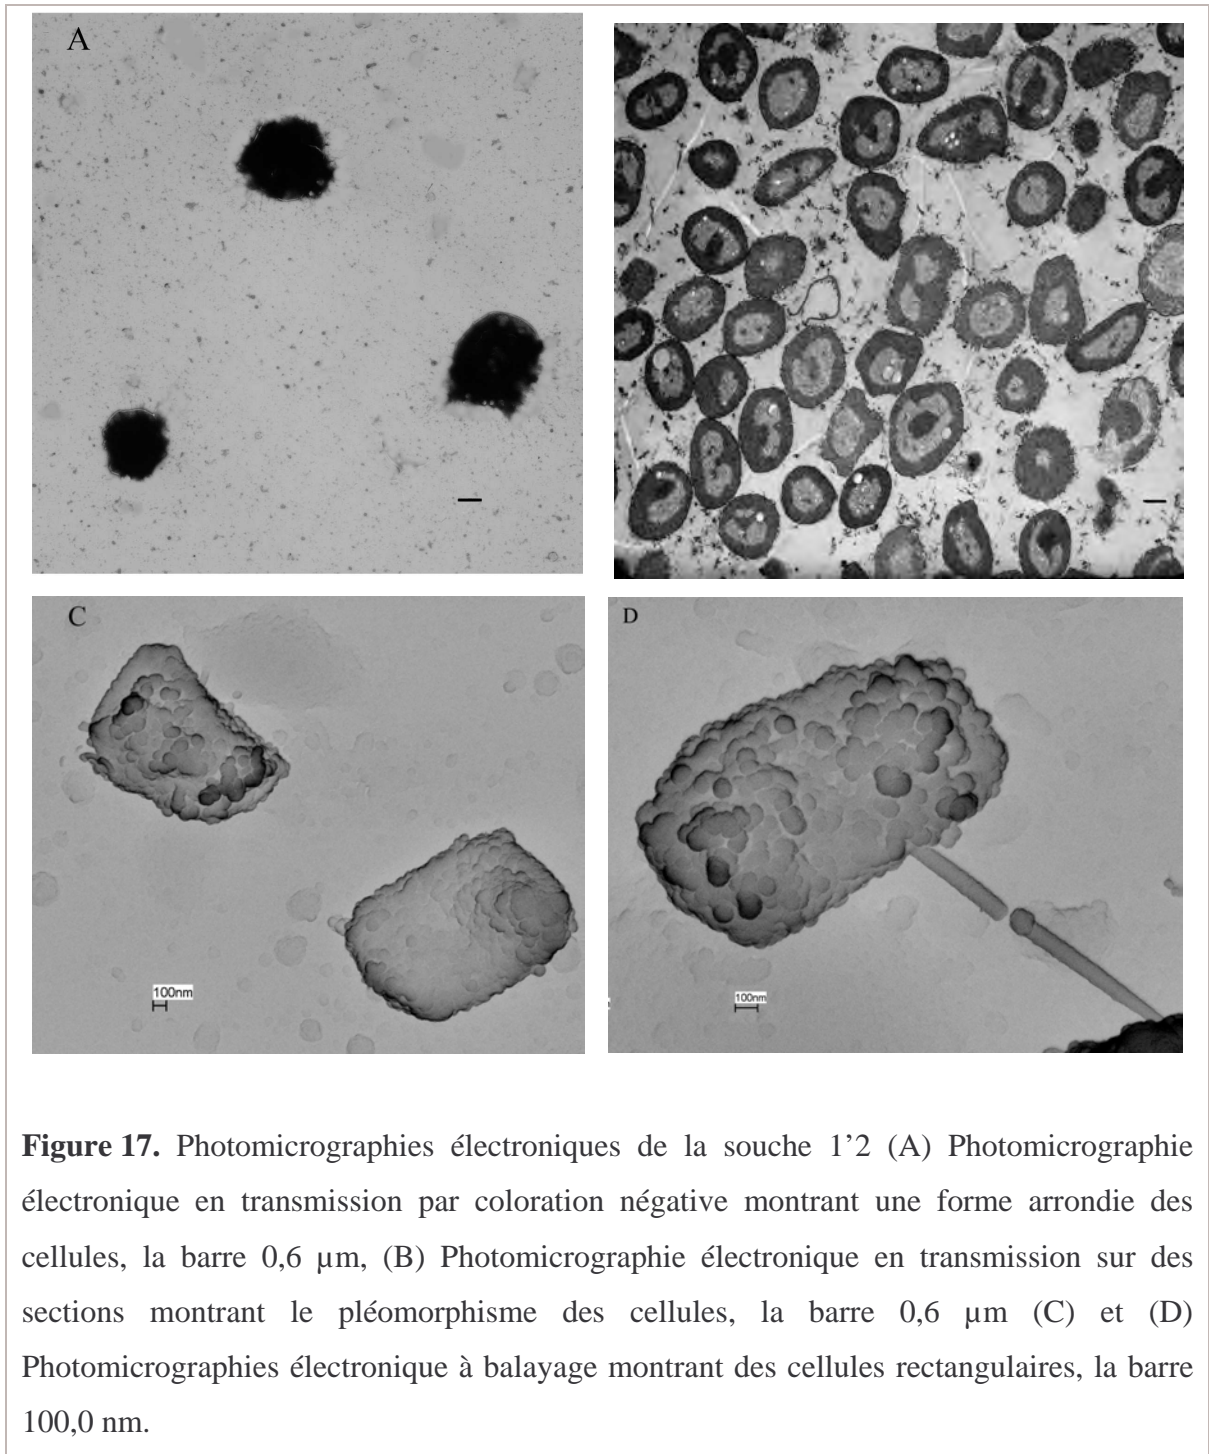 A
C
D
100nm
100nm
Figure 17. Photomicrographies électroniques de la souche 1’2 (A) Photomicrographie
électronique en transmission par coloration négative montrant une forme arrondie des
cellules, la barre 0,6 µm, (B) Photomicrographie électronique en transmission sur des
sections montrant le pléomorphisme des cellules, la barre 0,6 µm (C) et (D)
Photomicrographies électronique à balayage montrant des cellules rectangulaires, la barre
100,0 nm.